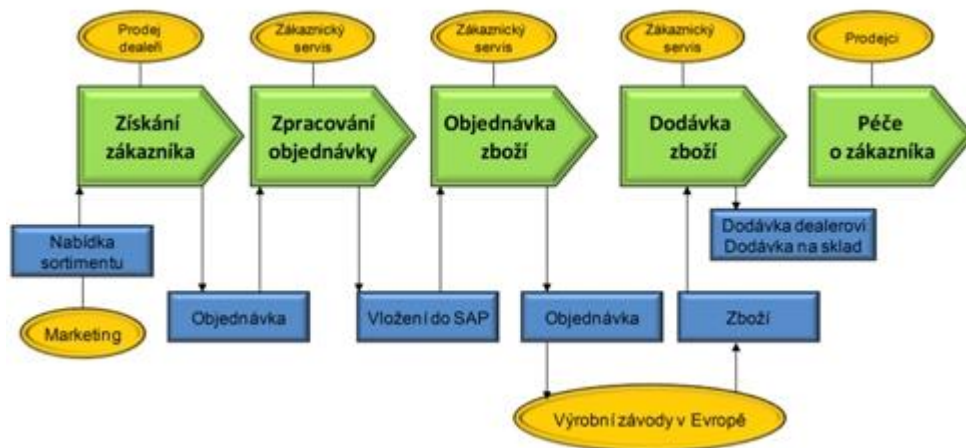 Prodej
dealeři
Zákaznický
servis
Zákaznický
servis
Zákaznický
servis
Prodejci
Získání
zákazníka
Zpracování
objednávky
Objednávka
zboží
Dodávka
zboží
Péče
o zákazníka
Nabídka
sortimentu
Dodávka dealerovi
Dodávka na sklad
Marketing
Objednávka
Vložení do SAP
Objednávka
Zboží
Výrobní závody v Evropě